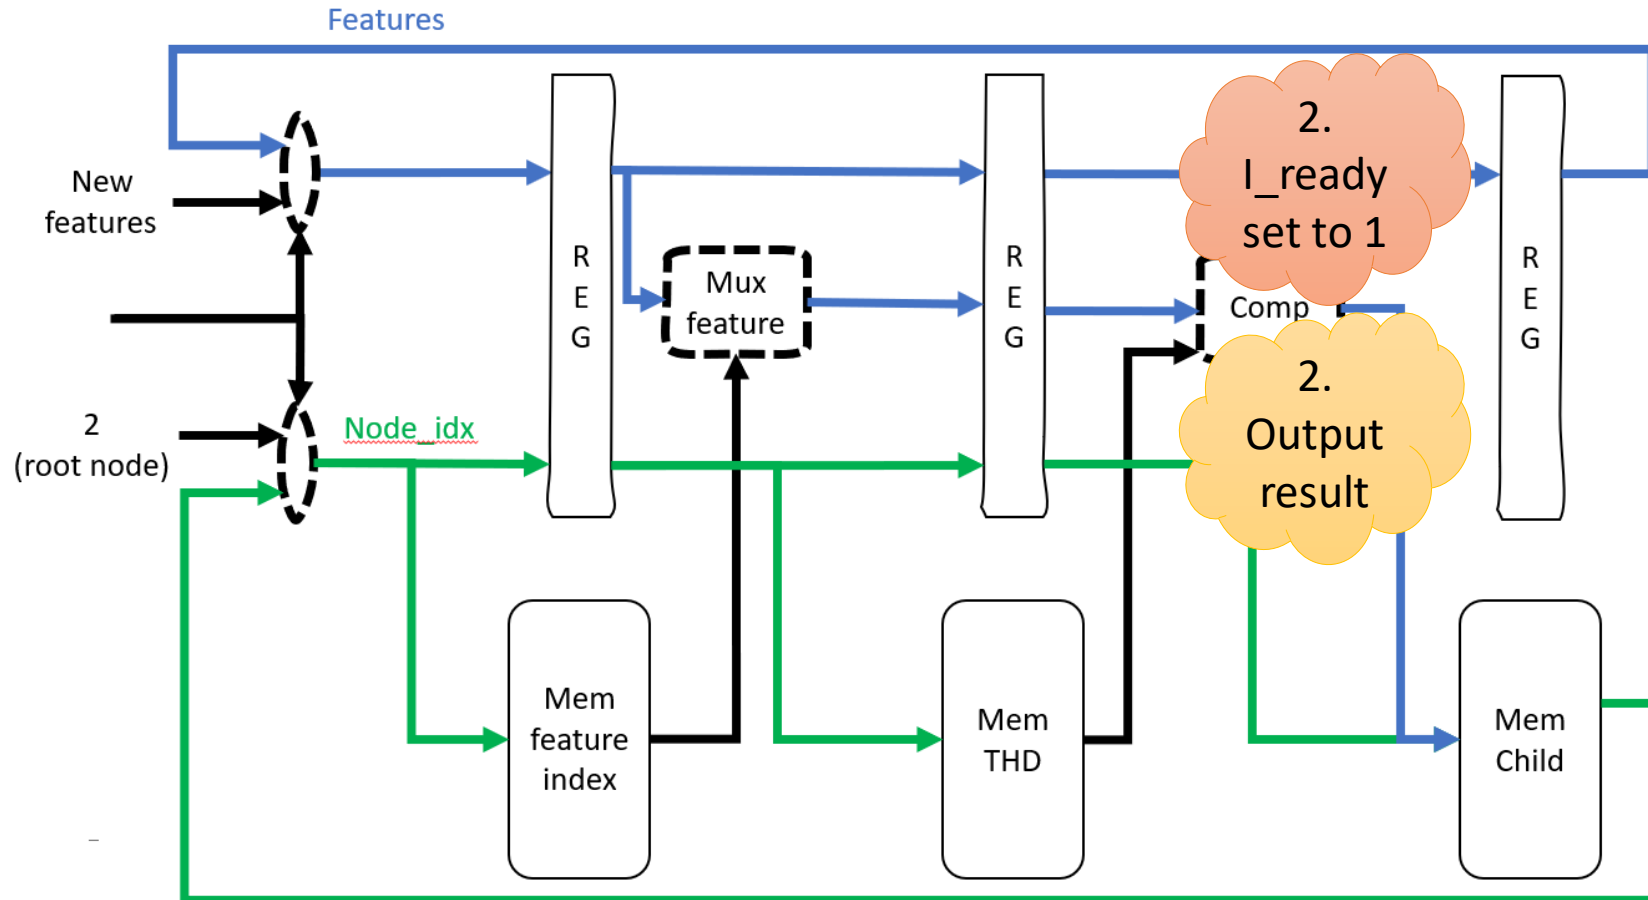 Features
New
features
2
(root node)
Node_idx
R
E
G
Mux
feature
R
E
G
2.
I_ready
set to 1
Comp
2.
Output
result
R
E
G
Mem
feature
index
Mem
THD
Mem
Child